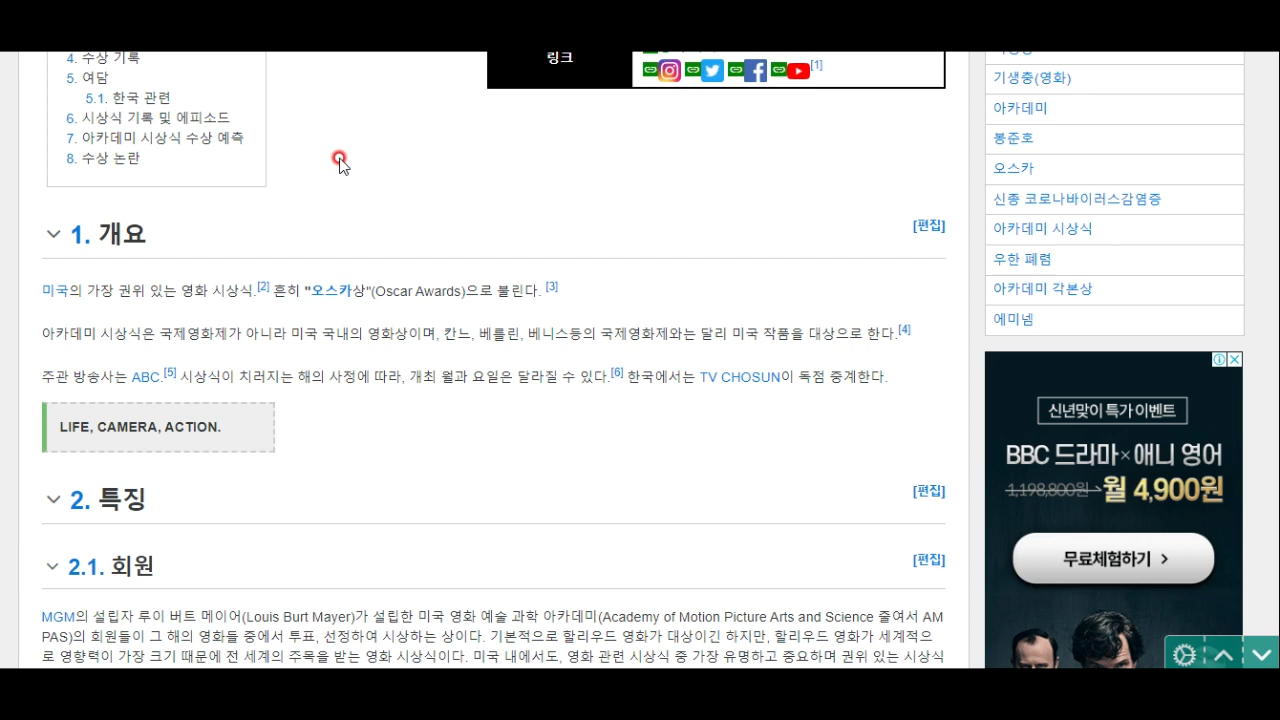 4. 수상 기록
5. 여담
5.1. 한국 관련
6. 시상식 기록 및 에피소드
7. 아카데미 시상식 수상 예측
8. 수상 논란
링크
[1]
1. 개요
[편집]
미국의 가장 권위 있는 영화 시상식.[2] 흔히 "오스카상"(Oscar Awards)으로 불린다. [3]
아카데미 시상식은 국제영화제가 아니라 미국 국내의 영화상이며, 칸느, 베를린, 베니스등의 국제영화제와는 달리 미국 작품을 대상으로 한다.[4]
주관 방송사는 ABC.[5] 시상식이 치러지는 해의 사정에 따라, 개최 월과 요일은 달라질 수 있다.[6] 한국에서는 TV CHOSUN이 독점 중계한다.
LIFE, CAMERA, ACTION.
2. 특징
[편집]
2.1. 회원
[편집]
MGM의 설립자 루이 버트 메이어(Louis Burt Mayer)가 설립한 미국 영화 예술 과학 아카데미(Academy of Motion Picture Arts and Science 줄여서 AM
PAS)의 회원들이 그 해의 영화들 중에서 투표, 선정하여 시상하는 상이다. 기본적으로 할리우드 영화가 대상이긴 하지만, 할리우드 영화가 세계적으
로 영향력이 가장 크기 때문에 전 세계의 주목을 받는 영화 시상식이다. 미국 내에서도, 영화 관련 시상식 중 가장 유명하고 중요하며 권위 있는 시상식
기생충(영화)
아카데미
봉준호
오스카
신종 코로나바이러스감염증
아카데미 시상식
우한 폐렴
아카데미 각본상
에미넴
신년맞이 특가 이벤트
BBC 드라마×애니 영어
1,198,800원→월 4,900원
무료체험하기 >